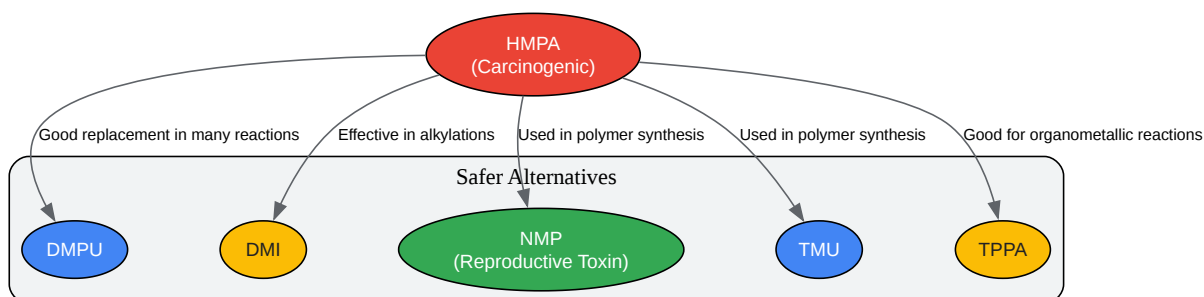 HMPA
(Carcinogenic)
Good replacement in many reactions
Effective in alkylations
Used in polymer synthesis
Used in polymer synthesis
Good for organometallic reactions
Safer Alternatives
DMPU
DMI
NMP
(Reproductive Toxin)
TMU
TPPA